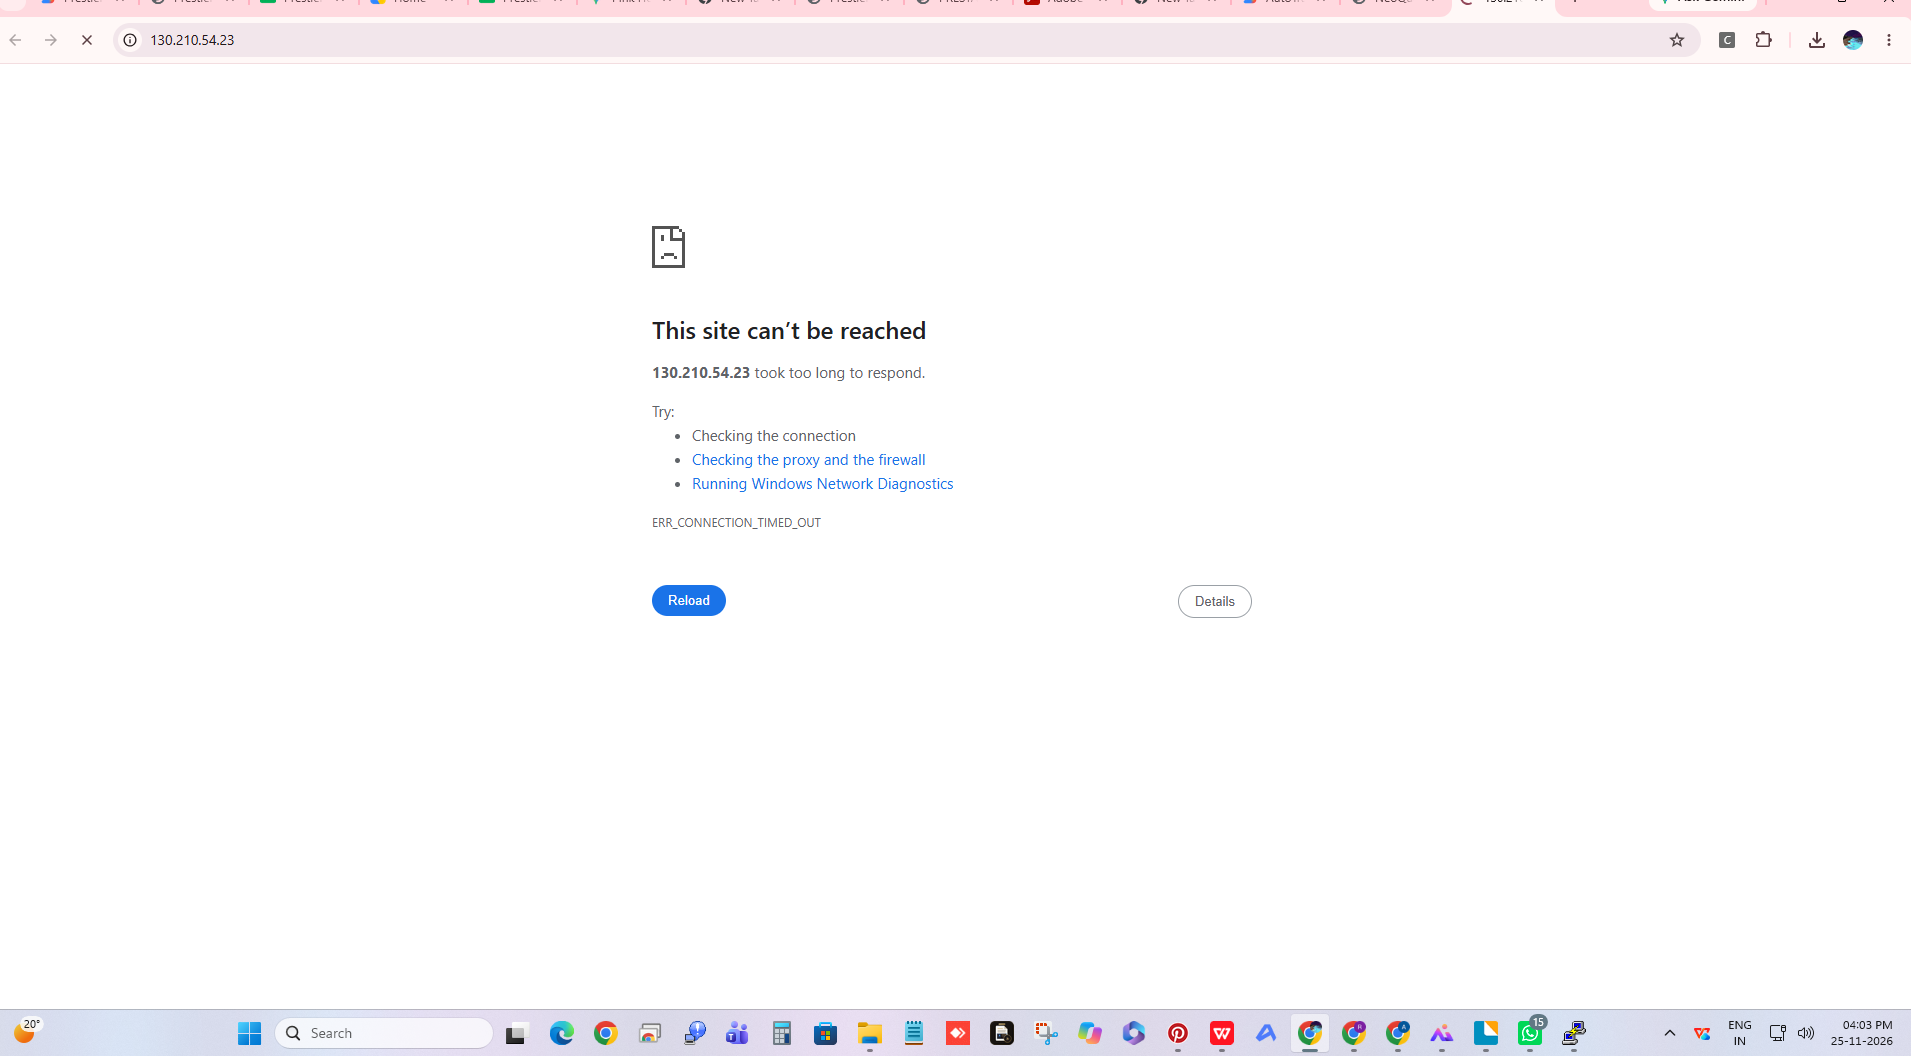 130.210.54.23
This site can’t be reached
130.210.54.23 took too long to respond.
Try:
Checking the connection
Checking the proxy and the firewall
Running Windows Network Diagnostics
ERR_CONNECTION_TIMED_OUT
Reload
Details
20°
Search
15
ENG
IN
04:03 PM
25-11-2026